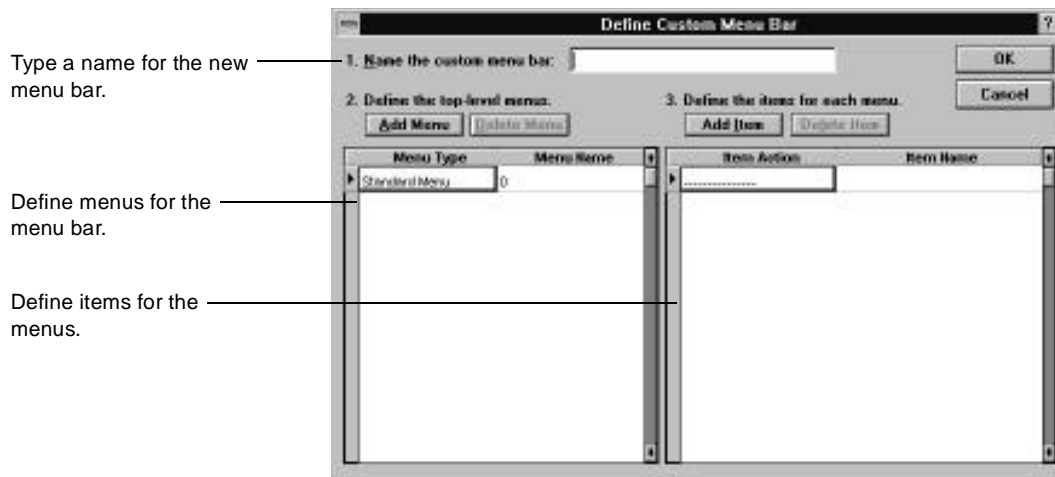 Define Custom Menu Bar
?
Type a name for the new
menu bar.
1. Name the custom menu bar:
OK
Cancel
2. Define the top-level menus.
3. Define the items for each menu.
Add Menu
Delete Menu
Add Item
Delete Item
Menu Type
Menu Name
Item Action
Item Name
Standard Menu
0
---------------
Define menus for the
menu bar.
Define items for the
menus.